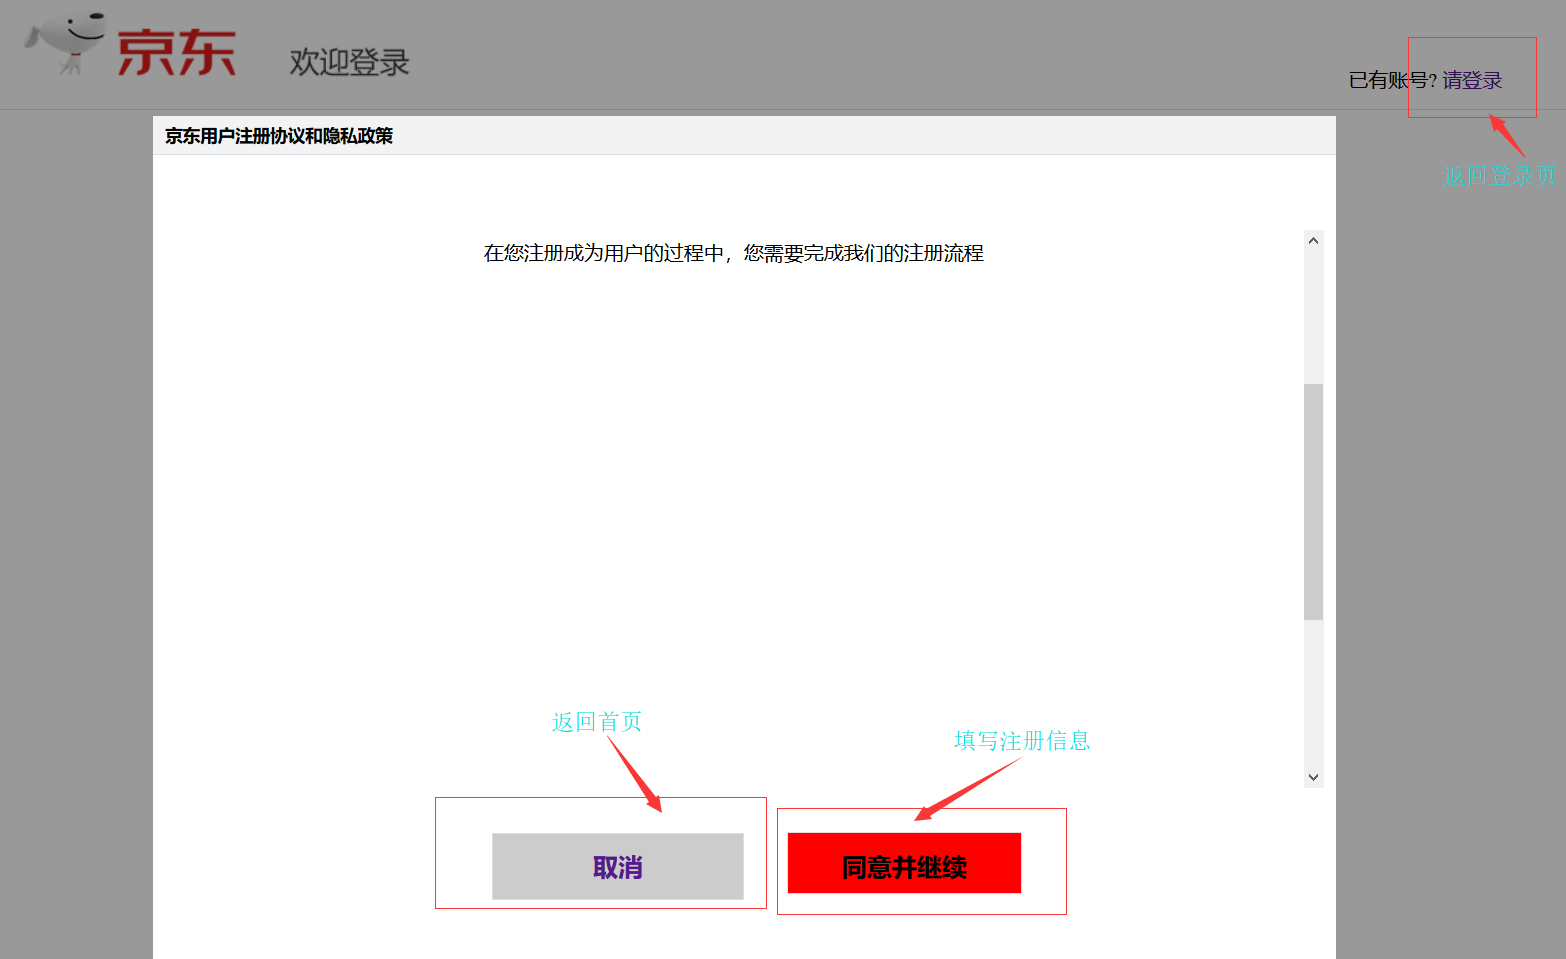 京东
欢迎登录
已有账号? 请登录
返回登录页
京东用户注册协议和隐私政策
在您注册成为用户的过程中，您需要完成我们的注册流程
返回首页
填写注册信息
取消
同意并继续